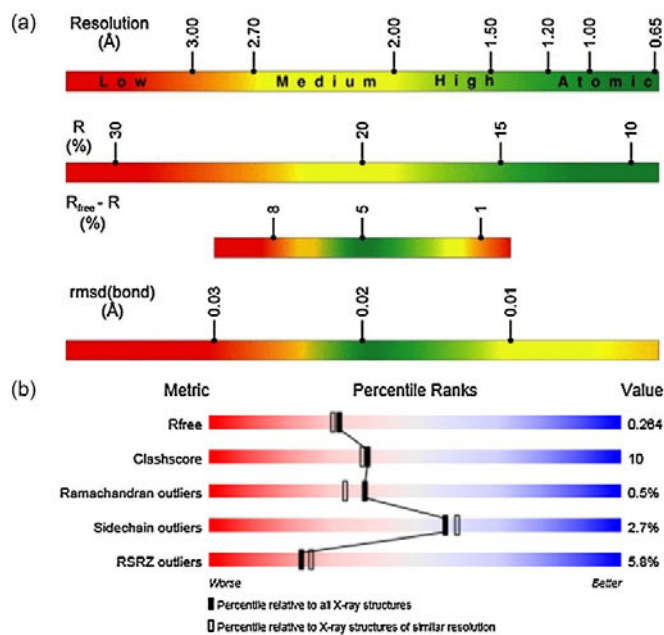 (a)
Resolution
(Å)
3.00
2.70
2.00
1.50
1.20
1.00
0.65
Low
Medium
High
Atomic
R
(%)
30
20
15
10
Rfree - R
(%)
8
5
1
rmsd(bond)
(Å)
0.03
0.02
0.01
(b)
Metric Percentile Ranks Value
Rfree 0.264
Clashscore 10
Ramachandran outliers 0.5%
Sidechain outliers 2.7%
RSRZ outliers 5.8%
Worse Better
Percentile relative to all X-ray structures
Percentile relative to X-ray structures of similar resolution